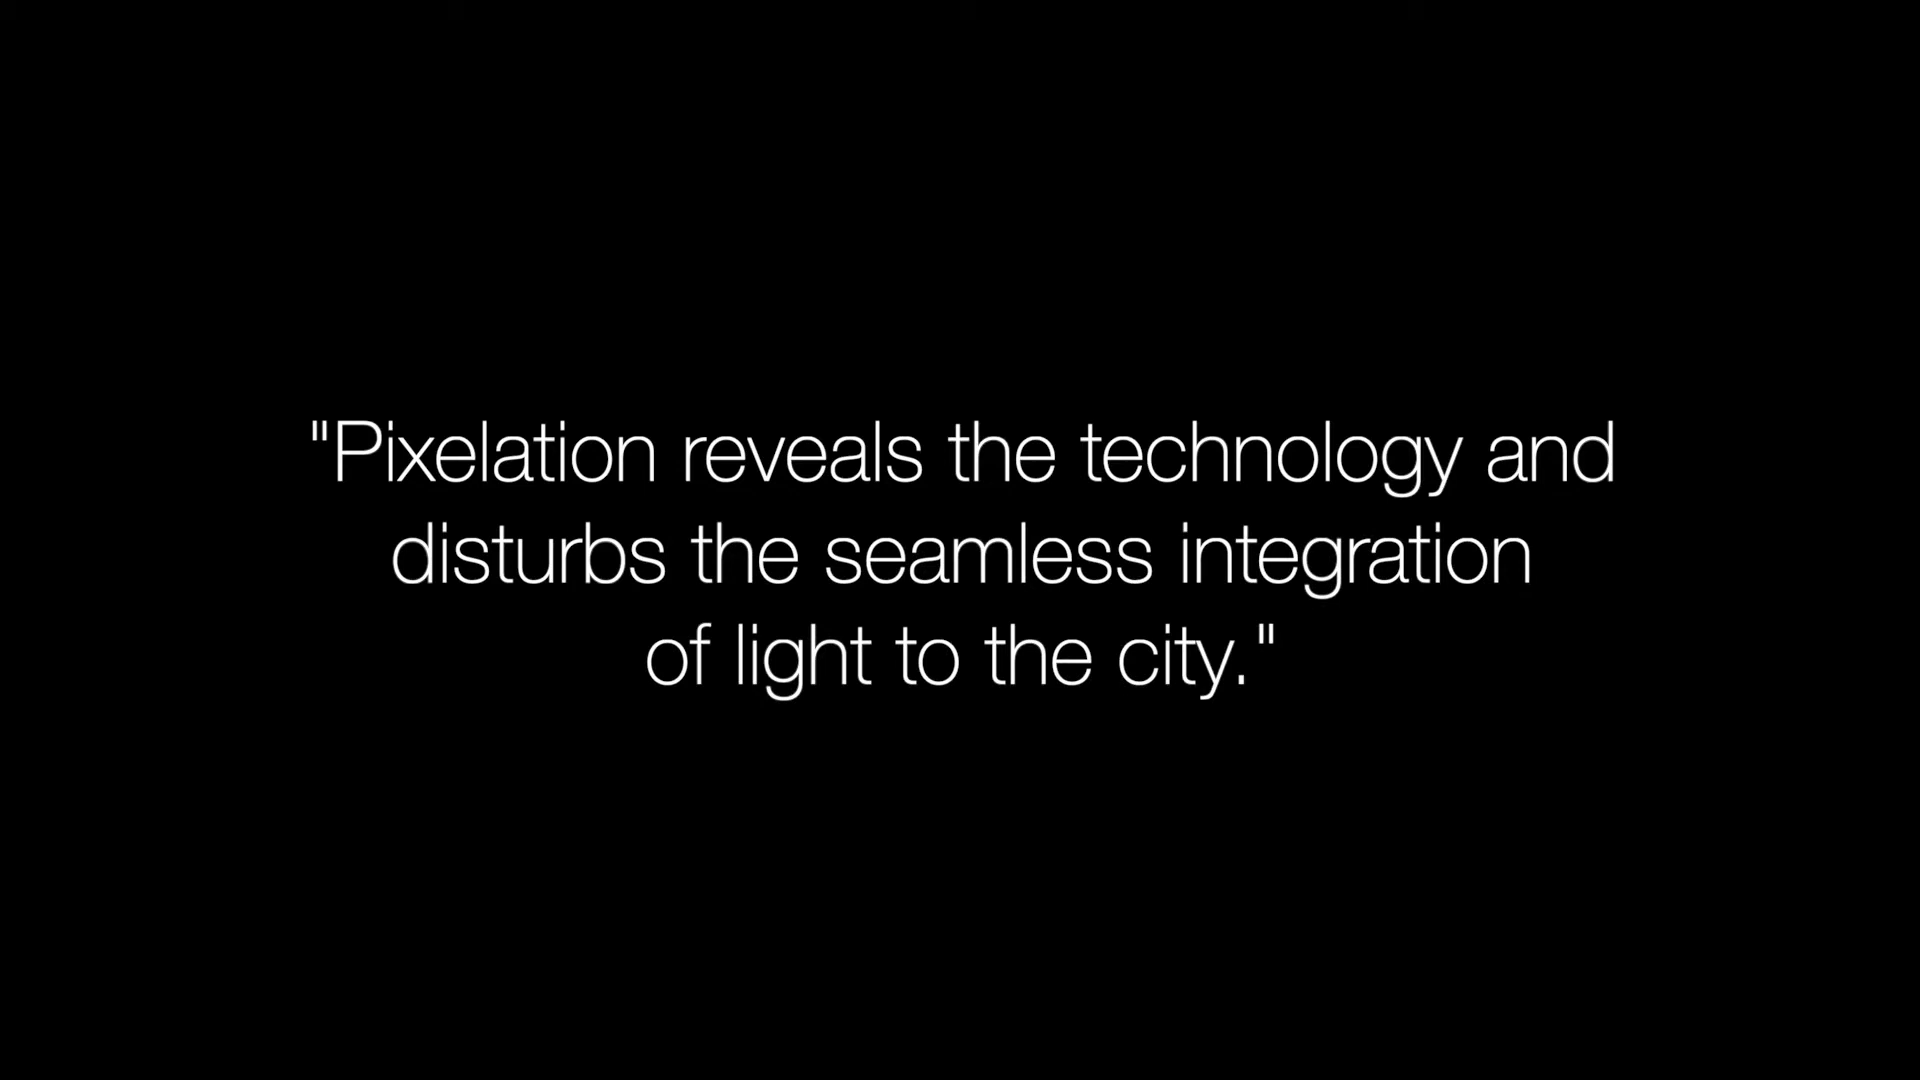 "Pixelation reveals the technology and
disturbs the seamless integration
of light to the city."